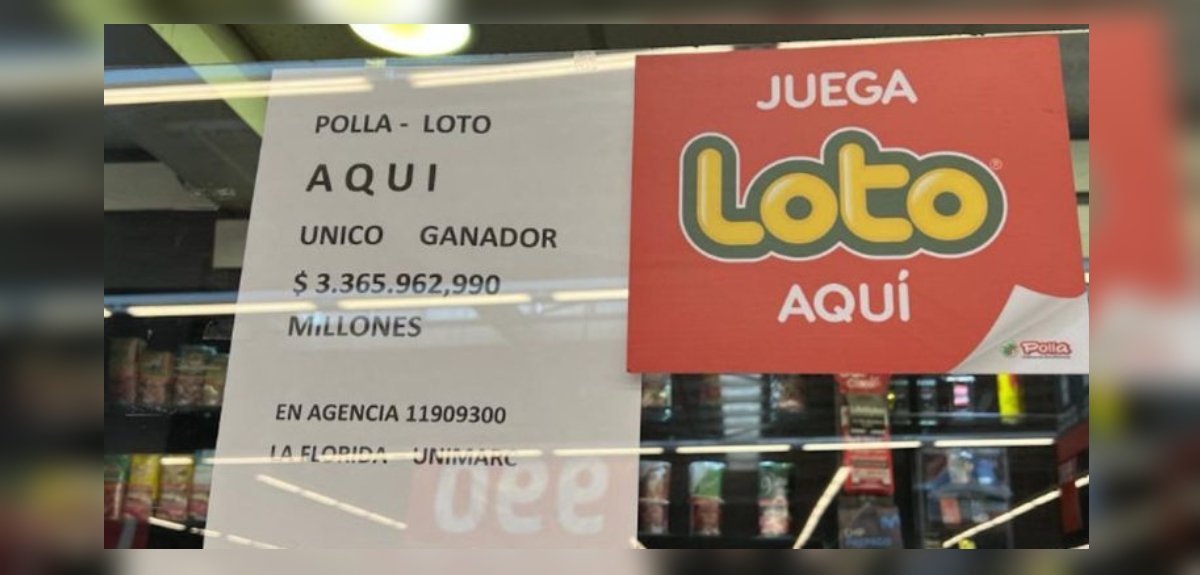 POLLA - LOTO
AQUI
UNICO GANADOR
$ 3.365.962,990
MILLONES
EN AGENCIA 11909300
LA FLORIDA UNIMARC
JUEGA
Loto®
AQUÍ
Polla